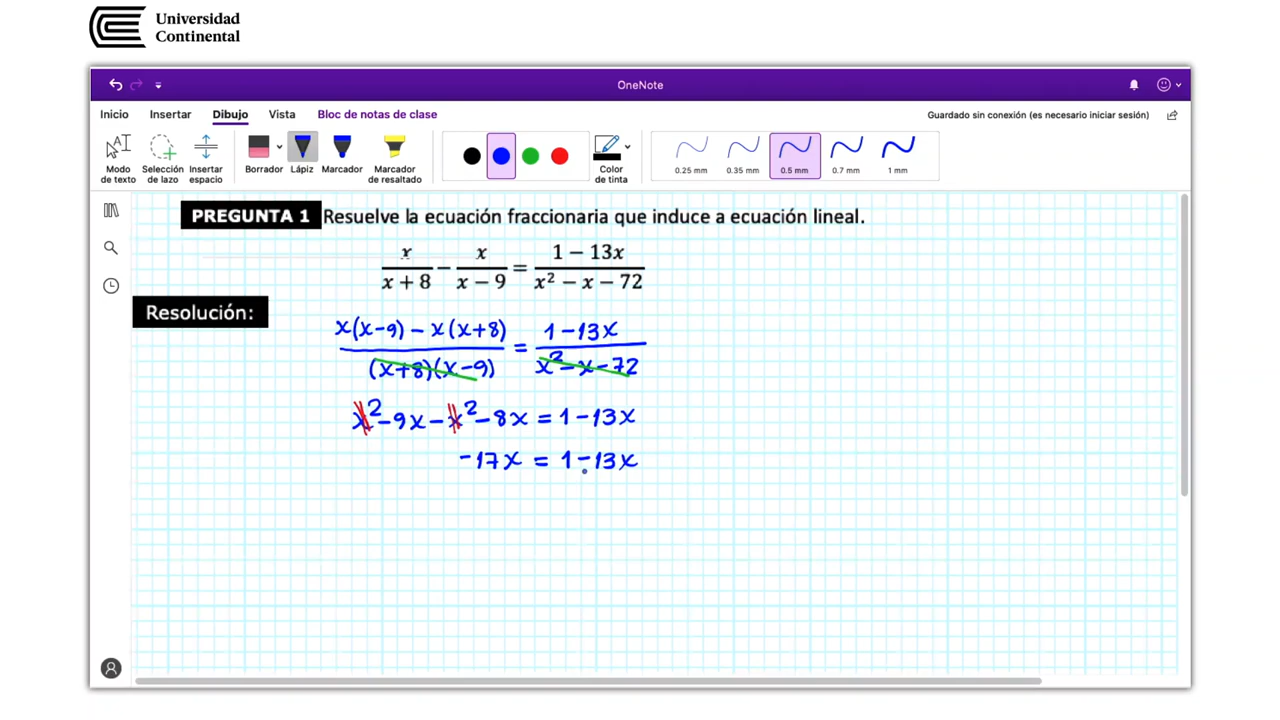 Universidad
Continental
OneNote
Inicio Insertar Dibujo Vista Bloc de notas de clase Guardado sin conexión (es necesario iniciar sesión)
Modo de texto Selección de lazo Insertar espacio Borrador Lápiz Marcador Marcador de resaltado Color de tinta 0.25 mm 0.35 mm 0.5 mm 0.7 mm 1 mm
PREGUNTA 1 Resuelve la ecuación fraccionaria que induce a ecuación lineal.
x/(x + 8) − x/(x − 9) = (1 − 13x)/(x² − x − 72)
Resolución:
(x(x-9) - x(x+8))/((x+8)(x-9)) = (1-13x)/(x²-x-72)
x²-9x-x²-8x = 1-13x
-17x = 1-13x